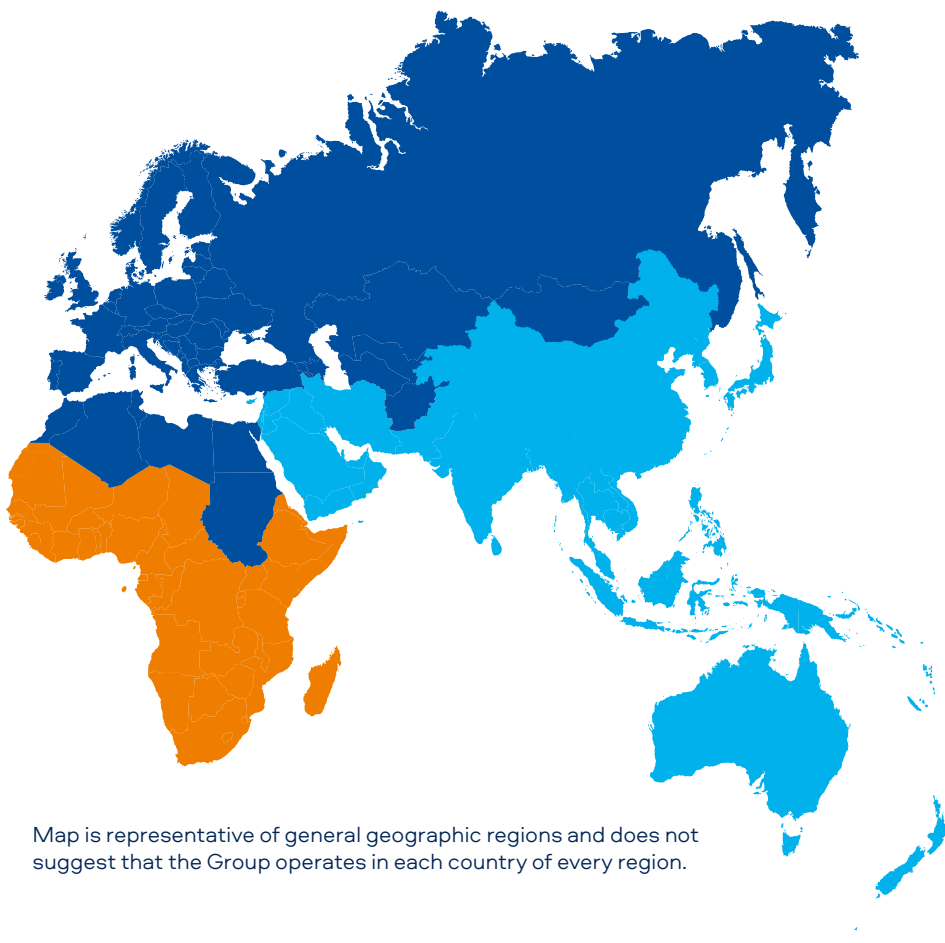 Map is representative of general geographic regions and does not
suggest that the Group operates in each country of every region.